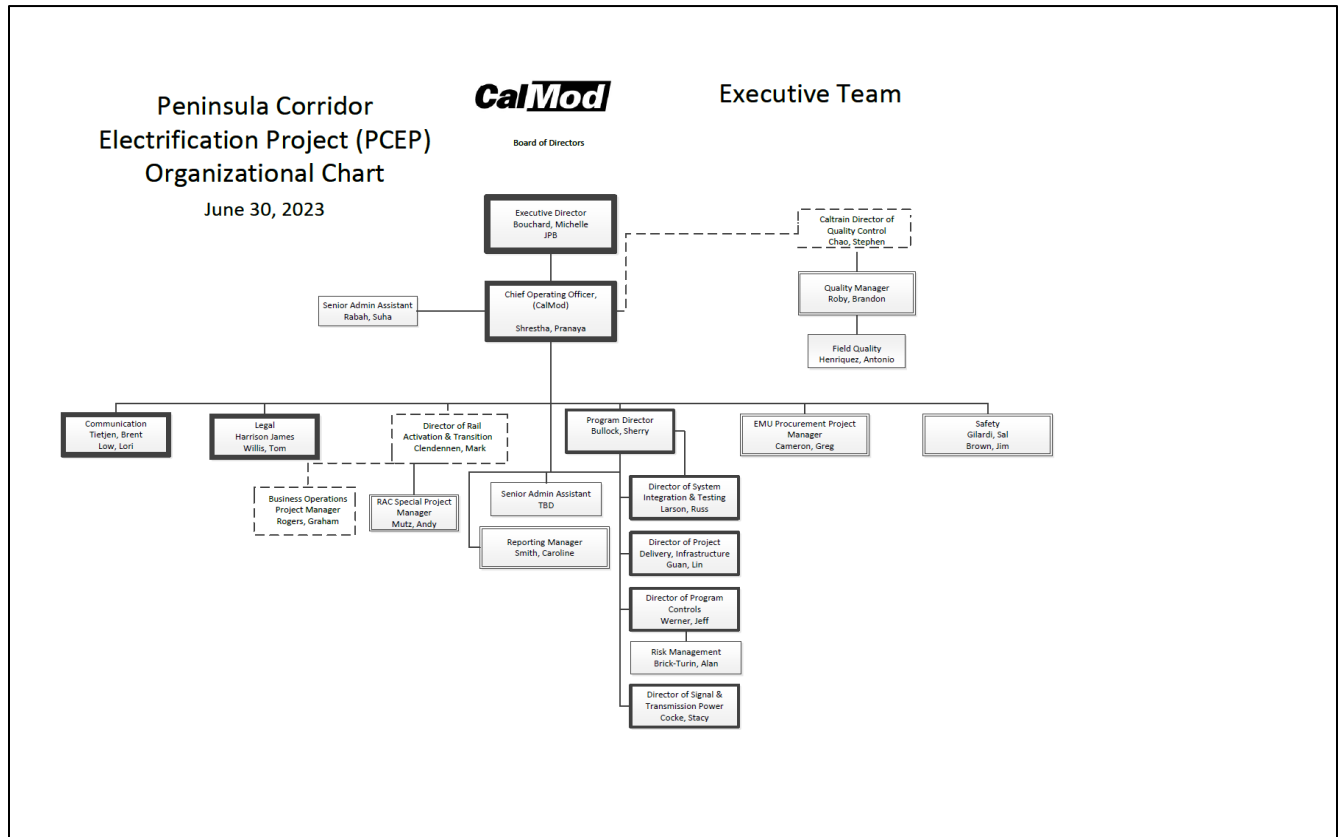 Peninsula Corridor
Electrification Project (PCEP)
Organizational Chart
June 30, 2023
CalMod
Board of Directors
Executive Team
Executive Director
Bouchard, Michelle
JPB
Caltrain Director of
Quality Control
Chao, Stephen
Senior Admin Assistant
Rabah, Suha
Chief Operating Officer,
(CalMod)
Shrestha, Pranaya
Quality Manager
Roby, Brandon
Field Quality
Henriquez, Antonio
Communication
Tietjen, Brent
Low, Lori
Legal
Harrison James
Willis, Tom
Director of Rail
Activation & Transition
Clendennen, Mark
Program Director
Bullock, Sherry
EMU Procurement Project
Manager
Cameron, Greg
Safety
Gilardi, Sal
Brown, Jim
Business Operations
Project Manager
Rogers, Graham
RAC Special Project
Manager
Mutz, Andy
Senior Admin Assistant
TBD
Reporting Manager
Smith, Caroline
Director of System
Integration & Testing
Larson, Russ
Director of Project
Delivery, Infrastructure
Guan, Lin
Director of Program
Controls
Werner, Jeff
Risk Management
Brick-Turin, Alan
Director of Signal &
Transmission Power
Cocke, Stacy